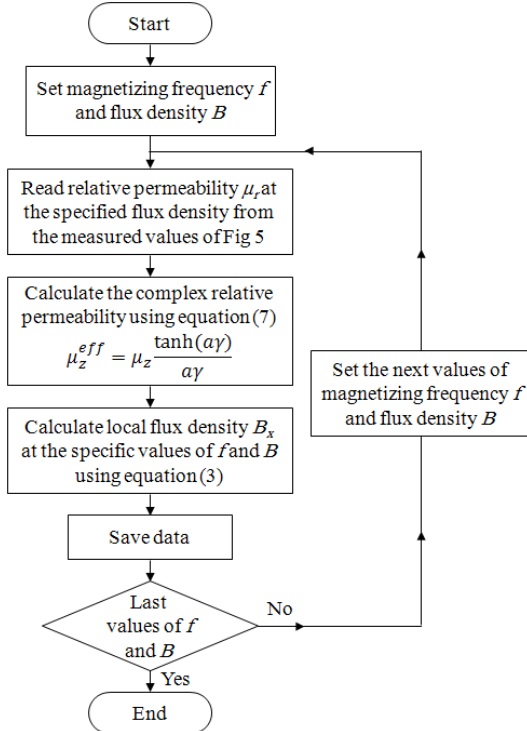 Start
Set magnetizing frequency f
and flux density B
Read relative permeability μr at
the specified flux density from
the measured values of Fig 5
Calculate the complex relative
permeability using equation (7)
μ_z^{eff} = μ_z tanh(aγ) / aγ
Calculate local flux density Bx
at the specific values of f and B
using equation (3)
Save data
Last
values of f
and B
No
Yes
End
Set the next values of
magnetizing frequency f
and flux density B